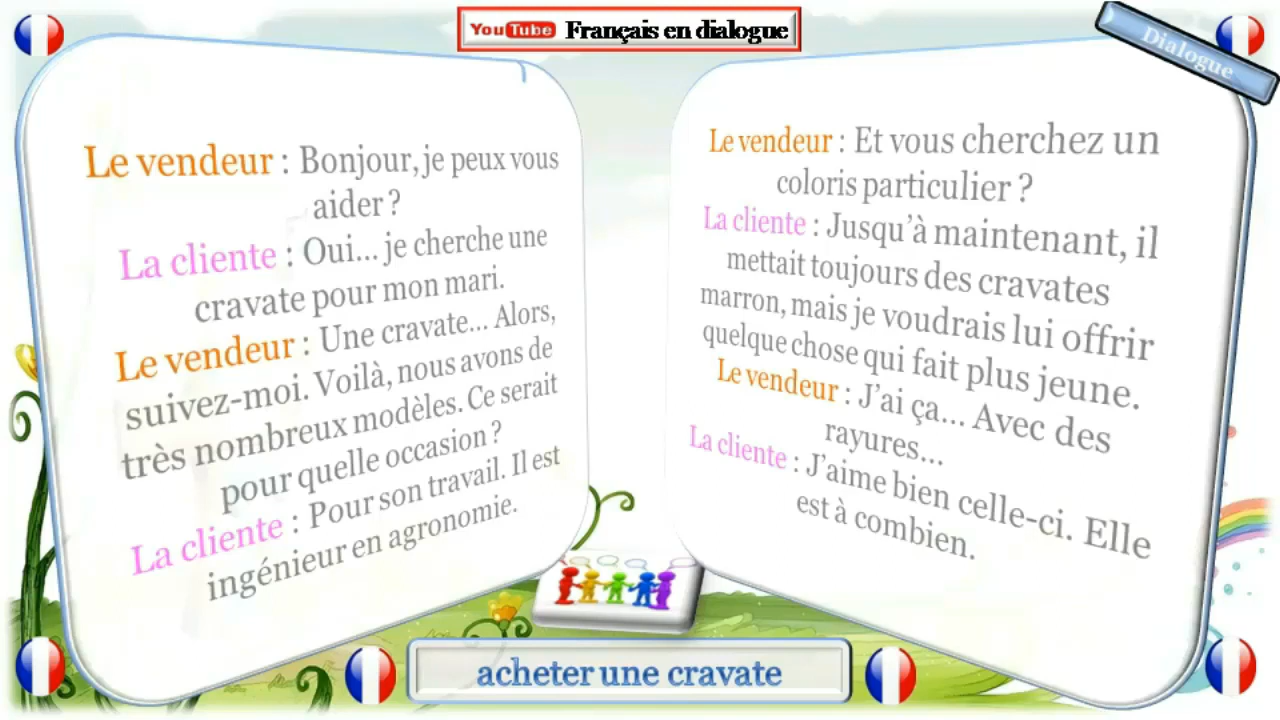 YouTube Français en dialogue
Dialogue
Le vendeur : Bonjour, je peux vous
aider ?
La cliente : Oui... je cherche une
cravate pour mon mari.
Le vendeur : Une cravate... Alors,
suivez-moi. Voilà, nous avons de
très nombreux modèles. Ce serait
pour quelle occasion ?
La cliente : Pour son travail. Il est
ingénieur en agronomie.
Le vendeur : Et vous cherchez un
coloris particulier ?
La cliente : Jusqu’à maintenant, il
mettait toujours des cravates
marron, mais je voudrais lui offrir
quelque chose qui fait plus jeune.
Le vendeur : J’ai ça... Avec des
rayures...
La cliente : J’aime bien celle-ci. Elle
est à combien.
acheter une cravate